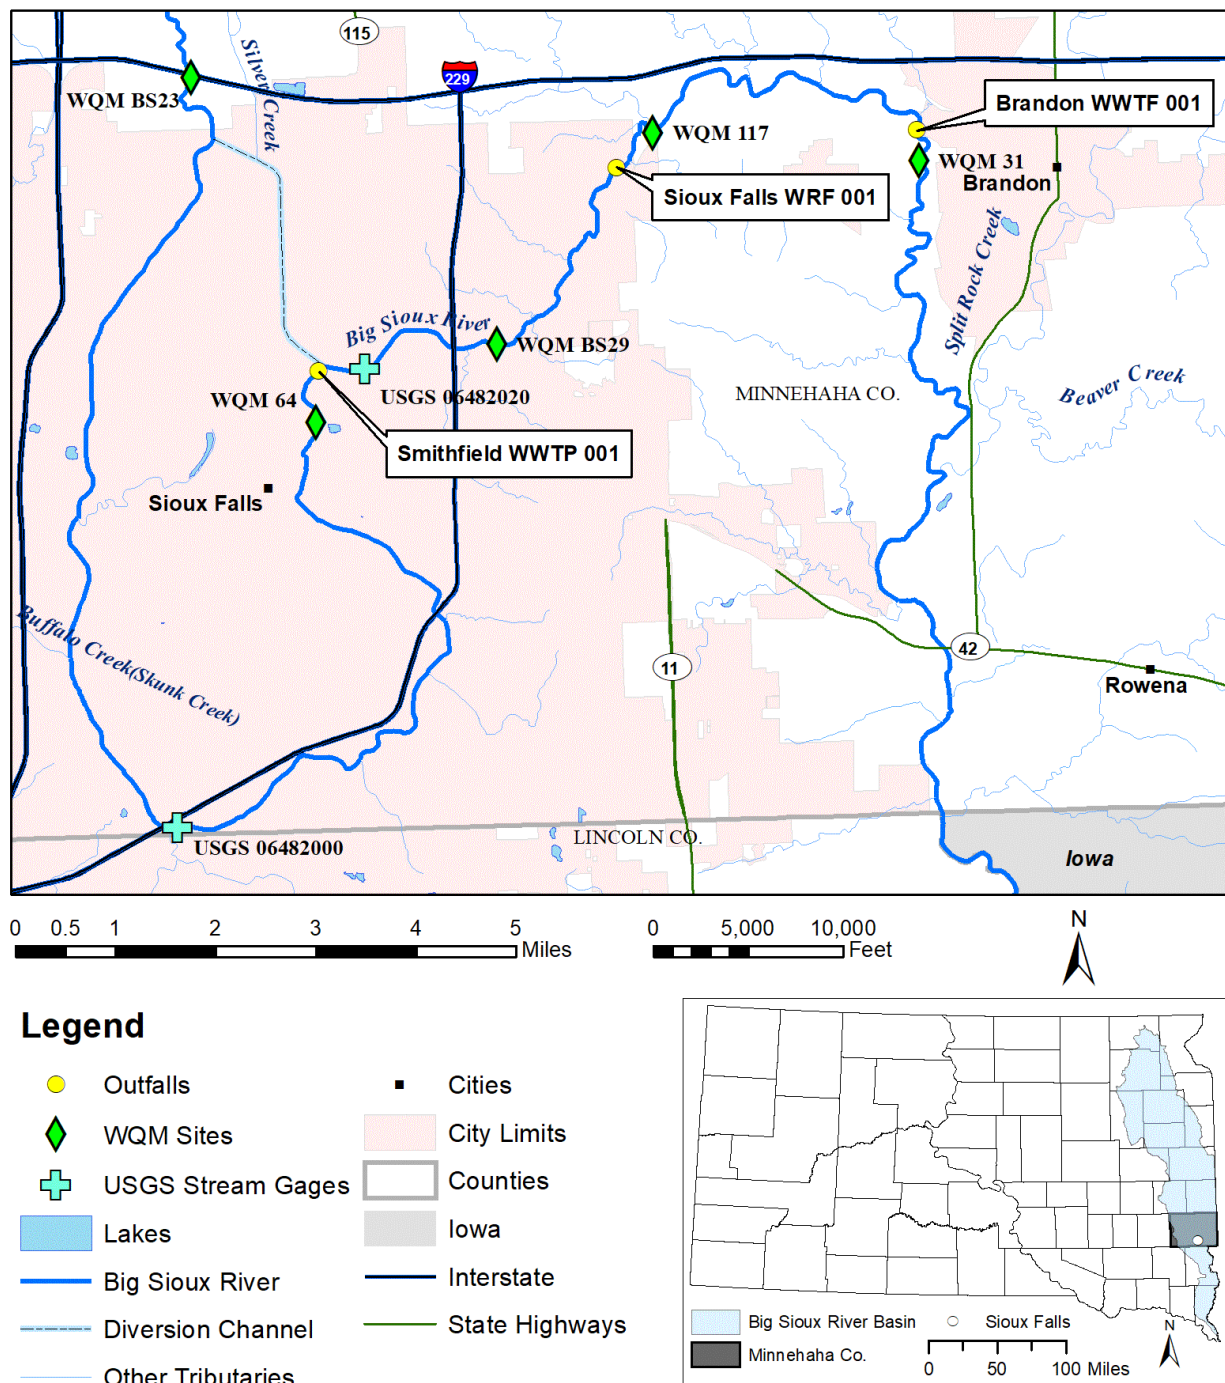 115
Silver Creek
229
WQM BS23
Brandon WWTF 001
WQM 117
WQM 31
Brandon
Sioux Falls WRF 001
Split Rock Creek
Big Sioux River
WQM BS29
USGS 06482020
WQM 64
MINNEHAHA CO.
Beaver Creek
Smithfield WWTP 001
Sioux Falls
Buffalo Creek(Skunk Creek)
42
11
Rowena
USGS 06482000
LINCOLN CO.
Iowa
0 0.5 1 2 3 4 5
Miles
0 5,000 10,000
Feet
N
Legend
Outfalls
WQM Sites
USGS Stream Gages
Lakes
Big Sioux River
Diversion Channel
Other Tributaries
Cities
City Limits
Counties
Iowa
Interstate
State Highways
Big Sioux River Basin
Sioux Falls
Minnehaha Co.
0 50 100 Miles
N